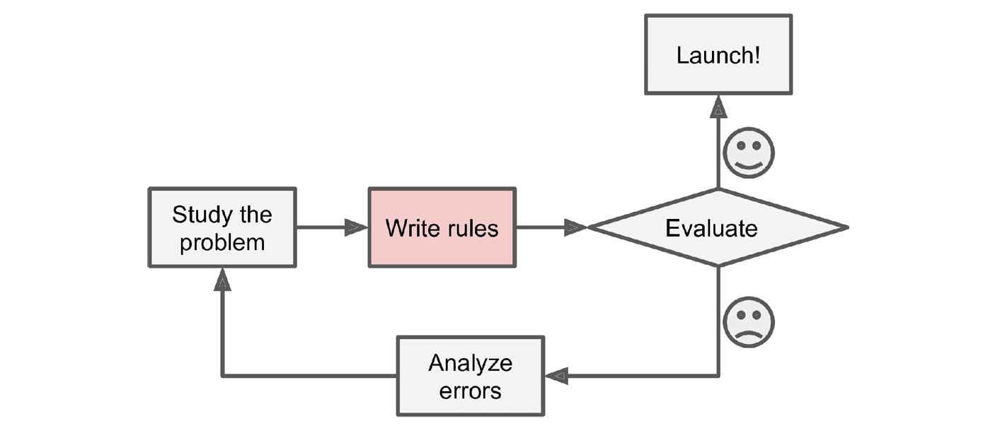 Launch!
Study the
problem
Write rules
Evaluate
Analyze
errors